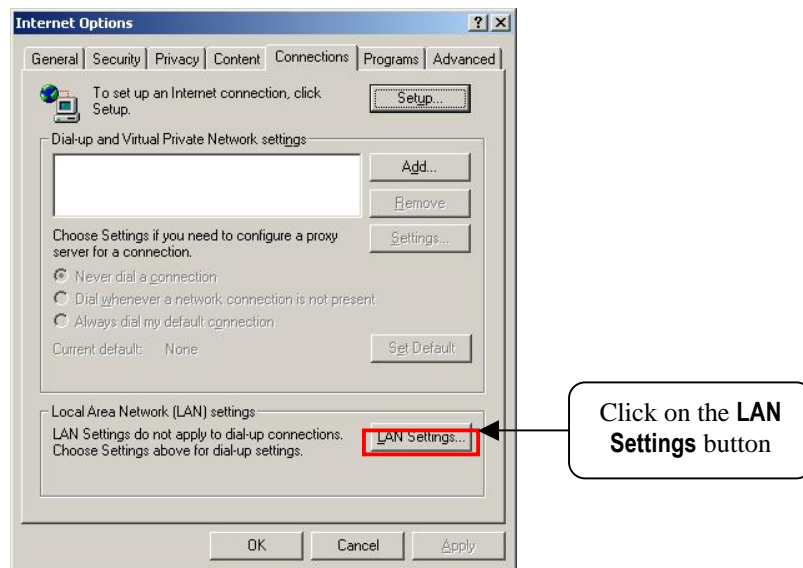 Internet Options
General Security Privacy Content Connections Programs Advanced
To set up an Internet connection, click
Setup.
Setup...
Dial-up and Virtual Private Network settings
Add...
Remove
Choose Settings if you need to configure a proxy
server for a connection.
Settings...
Never dial a connection
Dial whenever a network connection is not present
Always dial my default connection
Current default: None
Set Default
Local Area Network (LAN) settings
LAN Settings do not apply to dial-up connections.
Choose Settings above for dial-up settings.
LAN Settings...
Click on the LAN
Settings button
OK Cancel Apply